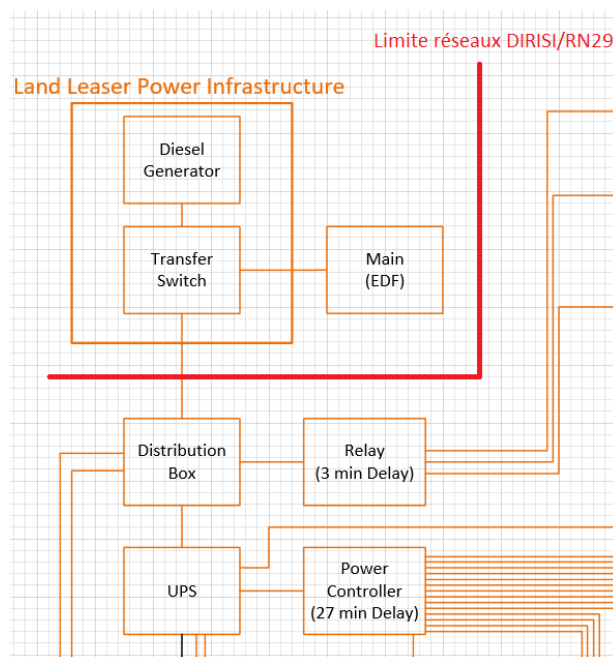 Limite réseaux DIRISI/RN29
Land Leaser Power Infrastructure
Diesel
Generator
Transfer
Switch
Main
(EDF)
Distribution
Box
Relay
(3 min Delay)
UPS
Power
Controller
(27 min Delay)